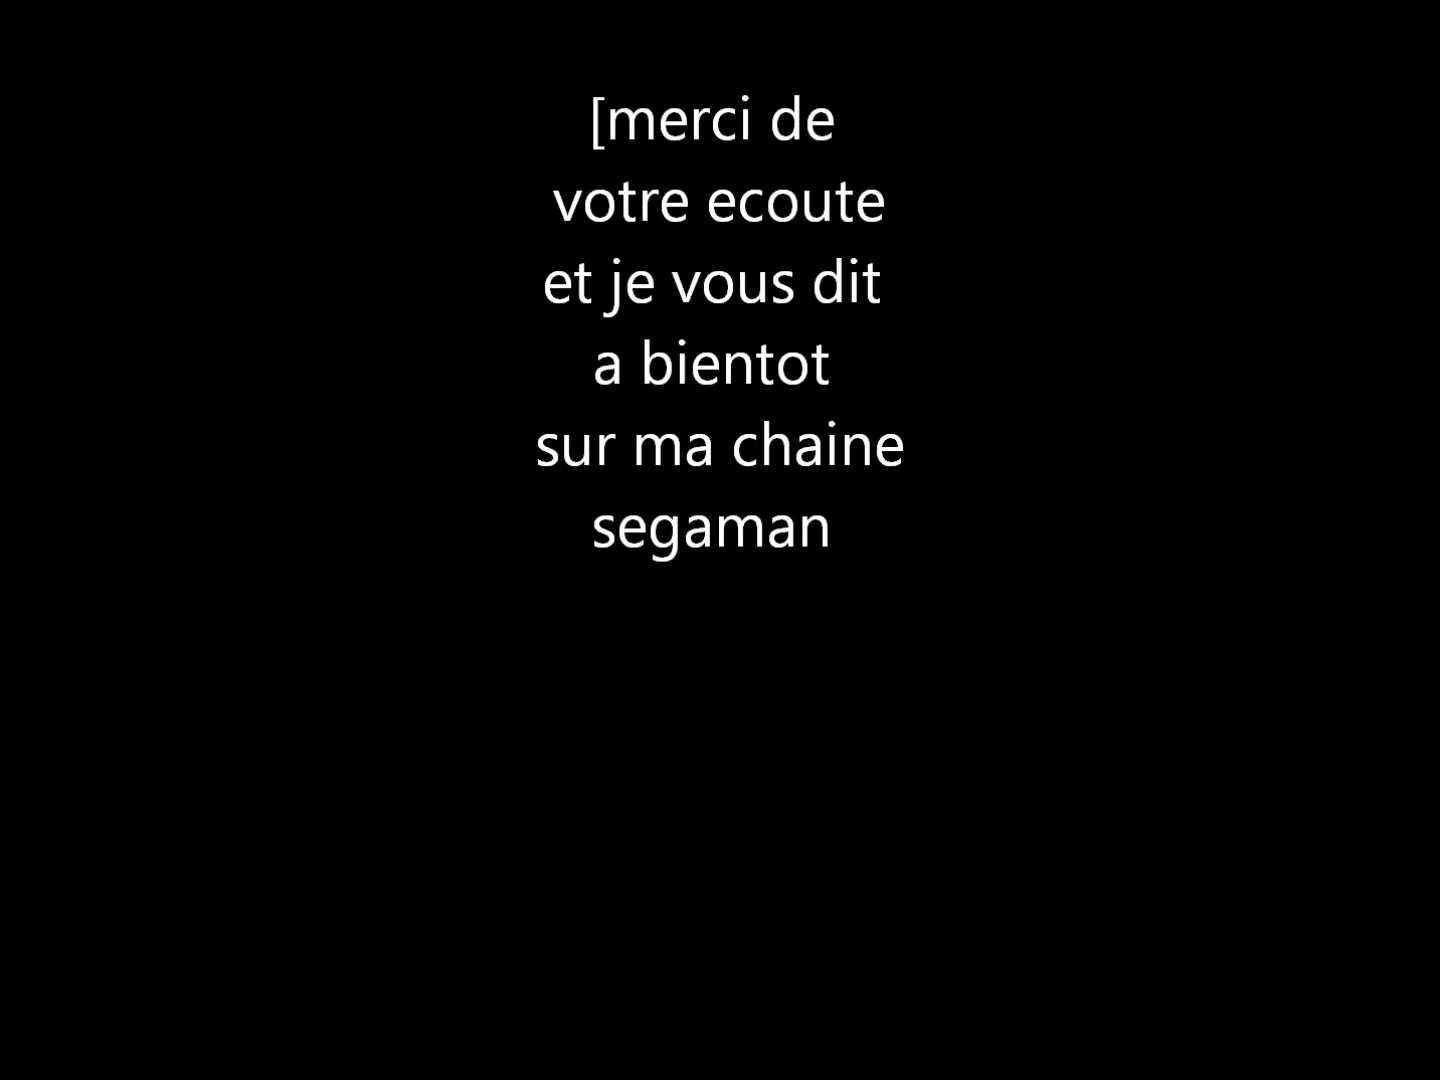 [merci de
votre ecoute
et je vous dit
a bientot
sur ma chaine
segaman